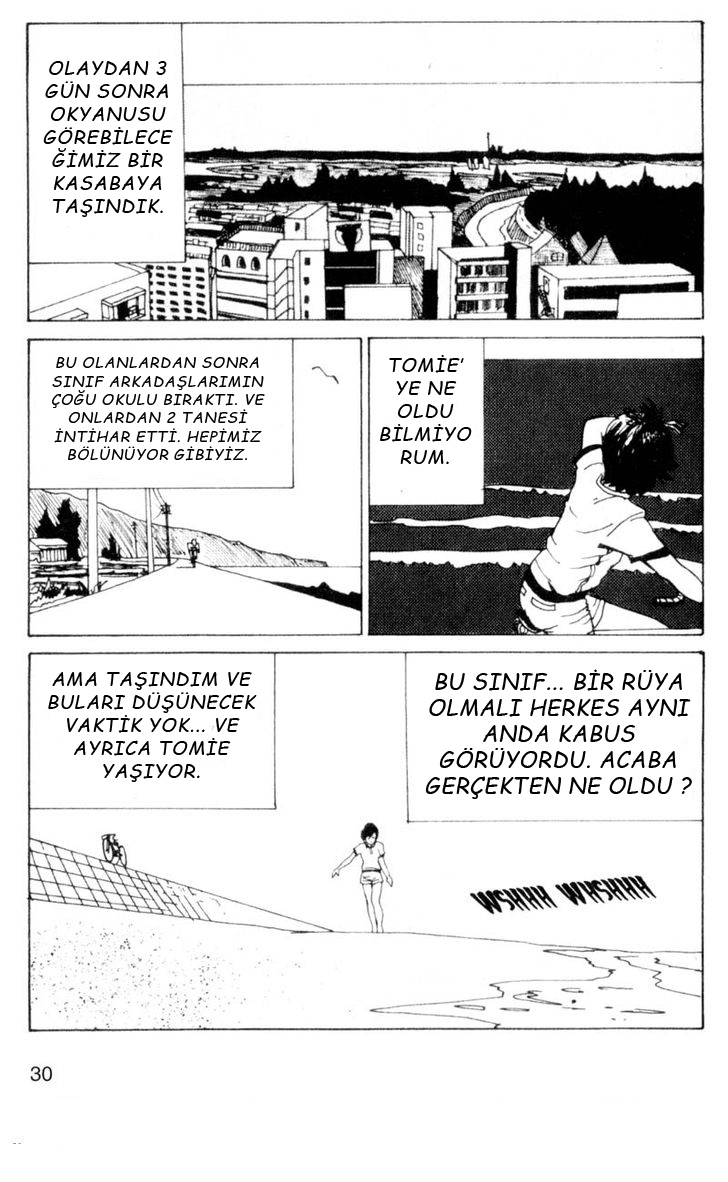 OLAYDAN 3
GÜN SONRA
OKYANUSU
GÖREBİLECE
ĞİMİZ BİR
KASABAYA
TAŞINDIK.
BU OLANLARDAN SONRA
SINIF ARKADAŞLARIMIN
ÇOĞU OKULU BIRAKTI. VE
ONLARDAN 2 TANESİ
İNTİHAR ETTİ. HEPİMİZ
BÖLÜNÜYOR GİBİYİZ.
TOMİE'
YE NE
OLDU
BİLMİYO
RUM.
AMA TAŞINDIM VE
BULARI DÜŞÜNECEK
VAKTİK YOK... VE
AYRICA TOMİE
YAŞIYOR.
BU SINIF... BİR RÜYA
OLMALI HERKES AYNI
ANDA KABUS
GÖRÜYORDU. ACABA
GERÇEKTEN NE OLDU ?
WSHHH WHSHHH
30